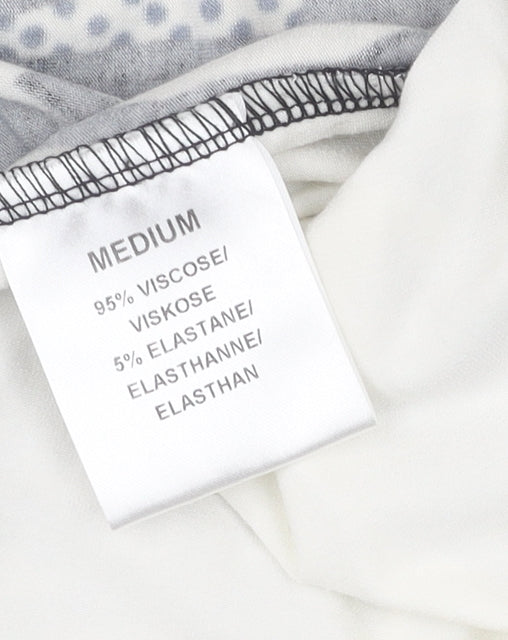 MEDIUM
95% VISCOSE/
VISKOSE
5% ELASTANE/
ELASTHANNE/
ELASTHAN